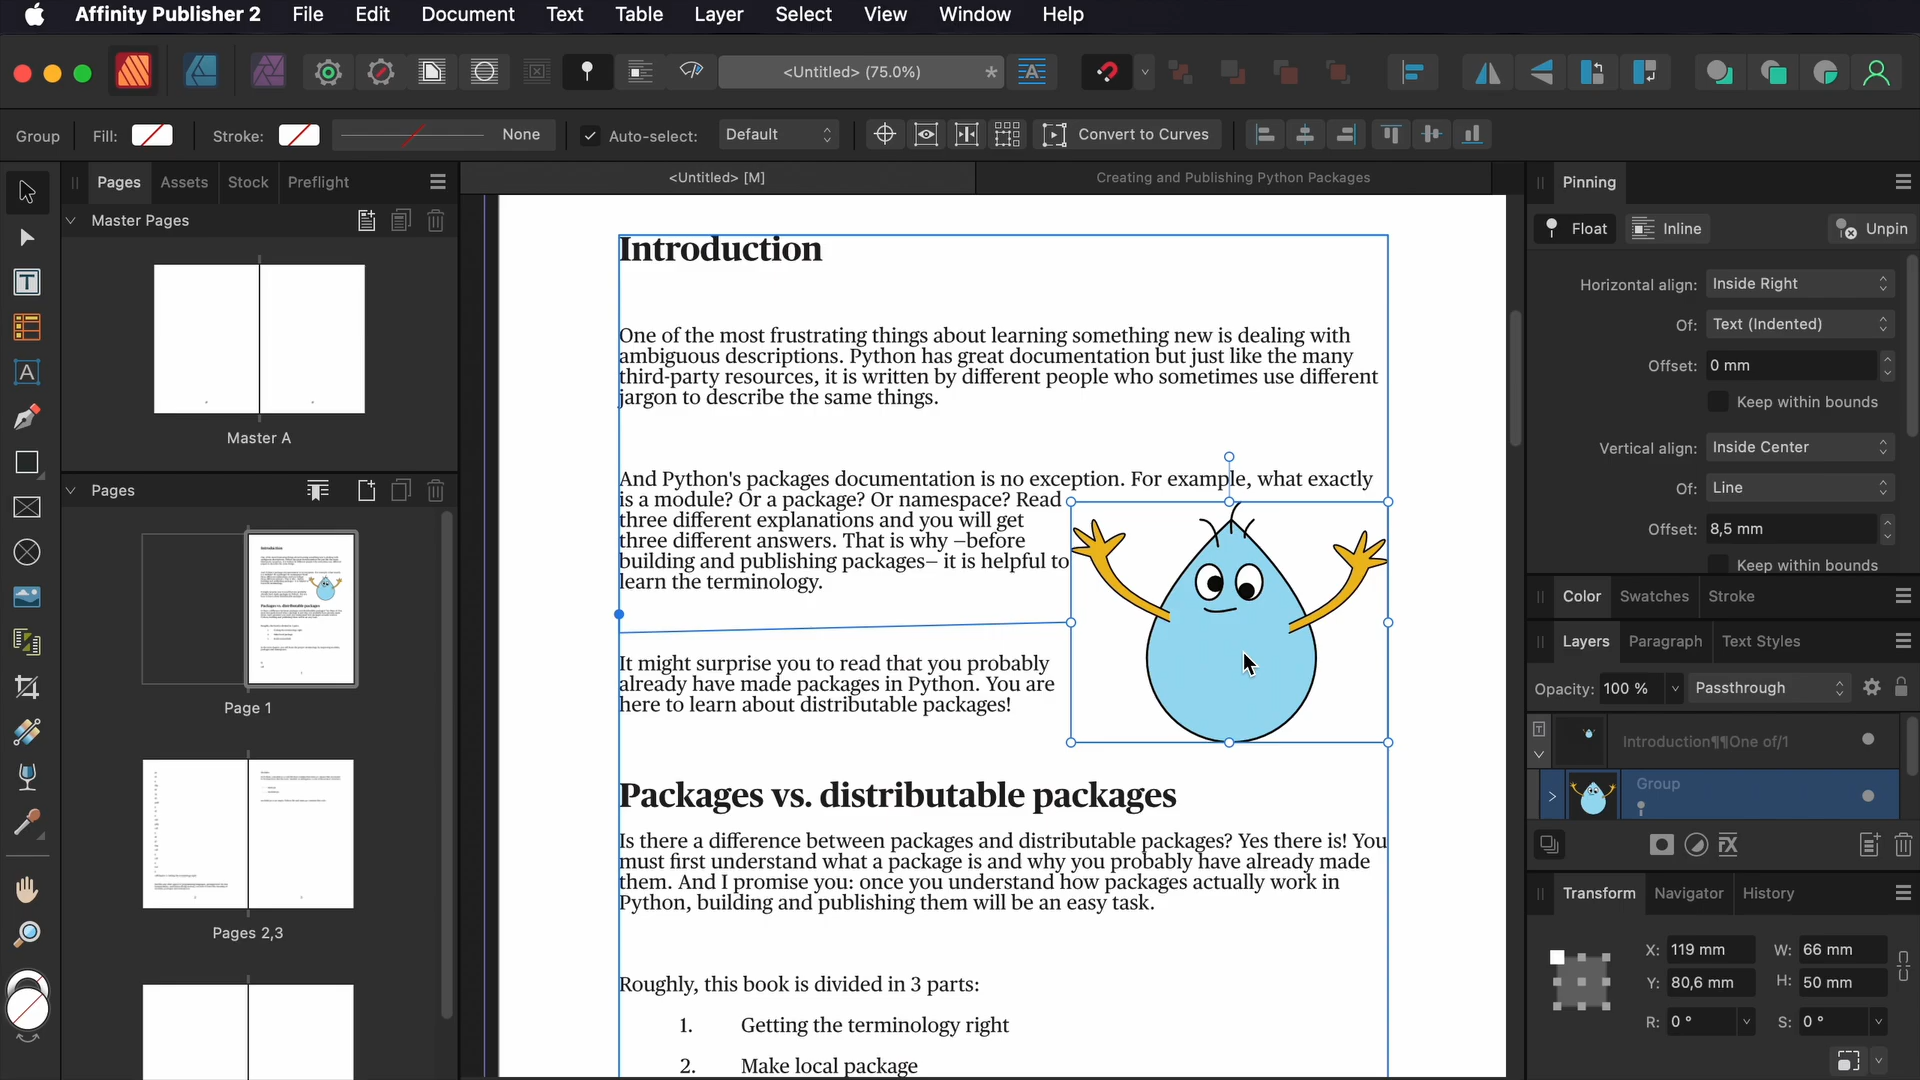 Affinity Publisher 2 File Edit Document Text Table Layer Select View Window Help
<Untitled> (75.0%) *
Group Fill: Stroke: None Auto-select: Default Convert to Curves
Pages Assets Stock Preflight
Master Pages
Master A
Pages
Page 1
Pages 2,3
<Untitled> [M]
Creating and Publishing Python Packages
Introduction
One of the most frustrating things about learning something new is dealing with
ambiguous descriptions. Python has great documentation but just like the many
third-party resources, it is written by different people who sometimes use different
jargon to describe the same things.
And Python's packages documentation is no exception. For example, what exactly
is a module? Or a package? Or namespace? Read
three different explanations and you will get
three different answers. That is why —before
building and publishing packages— it is helpful to
learn the terminology.
It might surprise you to read that you probably
already have made packages in Python. You are
here to learn about distributable packages!
Packages vs. distributable packages
Is there a difference between packages and distributable packages? Yes there is! You
must first understand what a package is and why you probably have already made
them. And I promise you: once you understand how packages actually work in
Python, building and publishing them will be an easy task.
Roughly, this book is divided in 3 parts:
1. Getting the terminology right
2. Make local package
Pinning
Float Inline Unpin
Horizontal align: Inside Right
Of: Text (Indented)
Offset: 0 mm
Keep within bounds
Vertical align: Inside Center
Of: Line
Offset: 8,5 mm
Keep within bounds
Color Swatches Stroke
Layers Paragraph Text Styles
Opacity: 100 % Passthrough
Introduction¶¶One of/1
Group
Transform Navigator History
X: 119 mm W: 66 mm
Y: 80,6 mm H: 50 mm
R: 0 ° S: 0 °